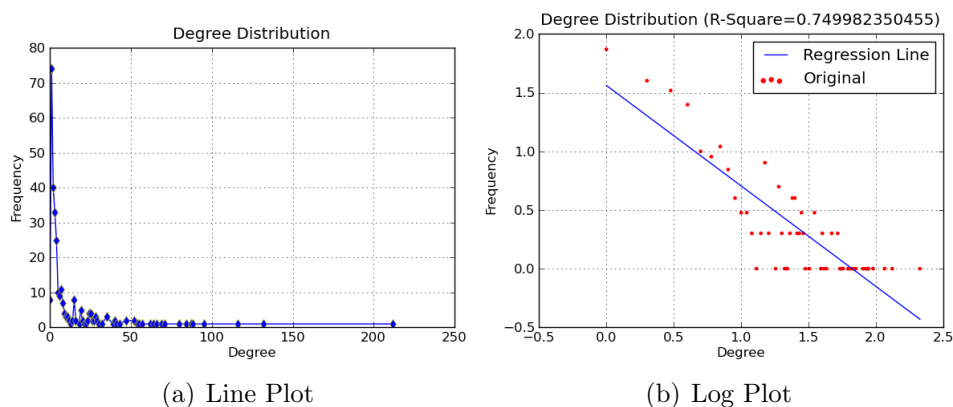 Degree Distribution
80
70
60
50
40
30
20
10
0
Frequency
0 50 100 150 200 250
Degree
(a) Line Plot
Degree Distribution (R-Square=0.749982350455)
2.0
1.5
1.0
0.5
0.0
−0.5
Frequency
Regression Line
Original
−0.5 0.0 0.5 1.0 1.5 2.0 2.5
Degree
(b) Log Plot